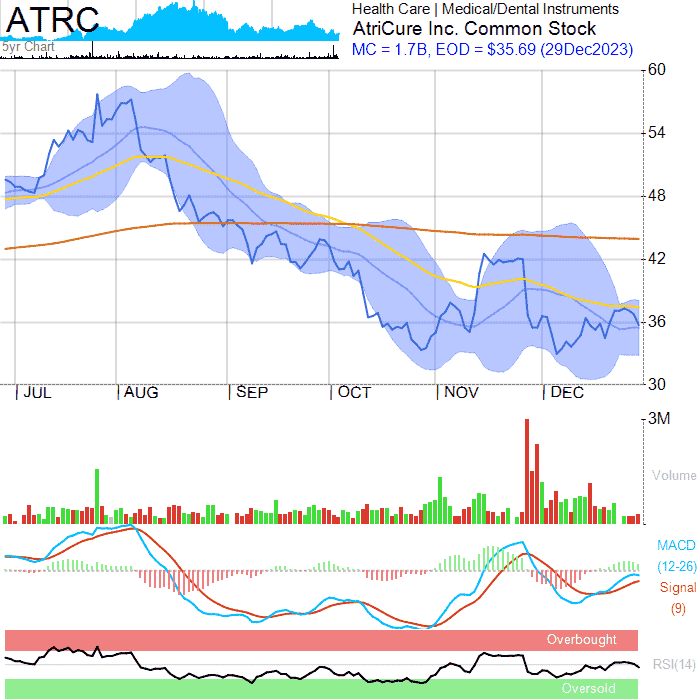 ATRC
5yr Chart
Health Care | Medical/Dental Instruments
AtriCure Inc. Common Stock
MC = 1.7B, EOD = $35.69 (29Dec2023)
60
54
48
42
36
30
JUL AUG SEP OCT NOV DEC
3M
Volume
MACD
(12-26)
Signal
(9)
Overbought
RSI(14)
Oversold